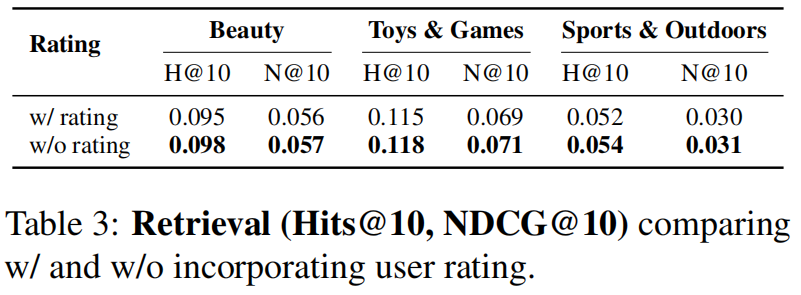 Rating Beauty Toys & Games Sports & Outdoors
H@10 N@10 H@10 N@10 H@10 N@10
w/ rating 0.095 0.056 0.115 0.069 0.052 0.030
w/o rating 0.098 0.057 0.118 0.071 0.054 0.031
Table 3: Retrieval (Hits@10, NDCG@10) comparing
w/ and w/o incorporating user rating.